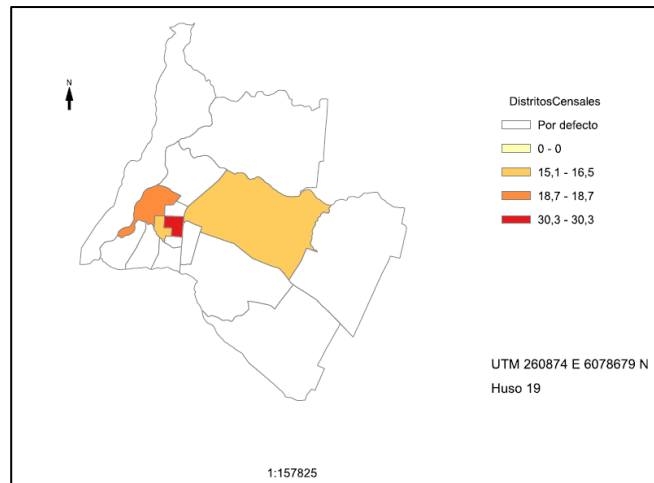 N
DistritosCensales
Por defecto
0 - 0
15,1 - 16,5
18,7 - 18,7
30,3 - 30,3
UTM 260874 E 6078679 N
Huso 19
1:157825